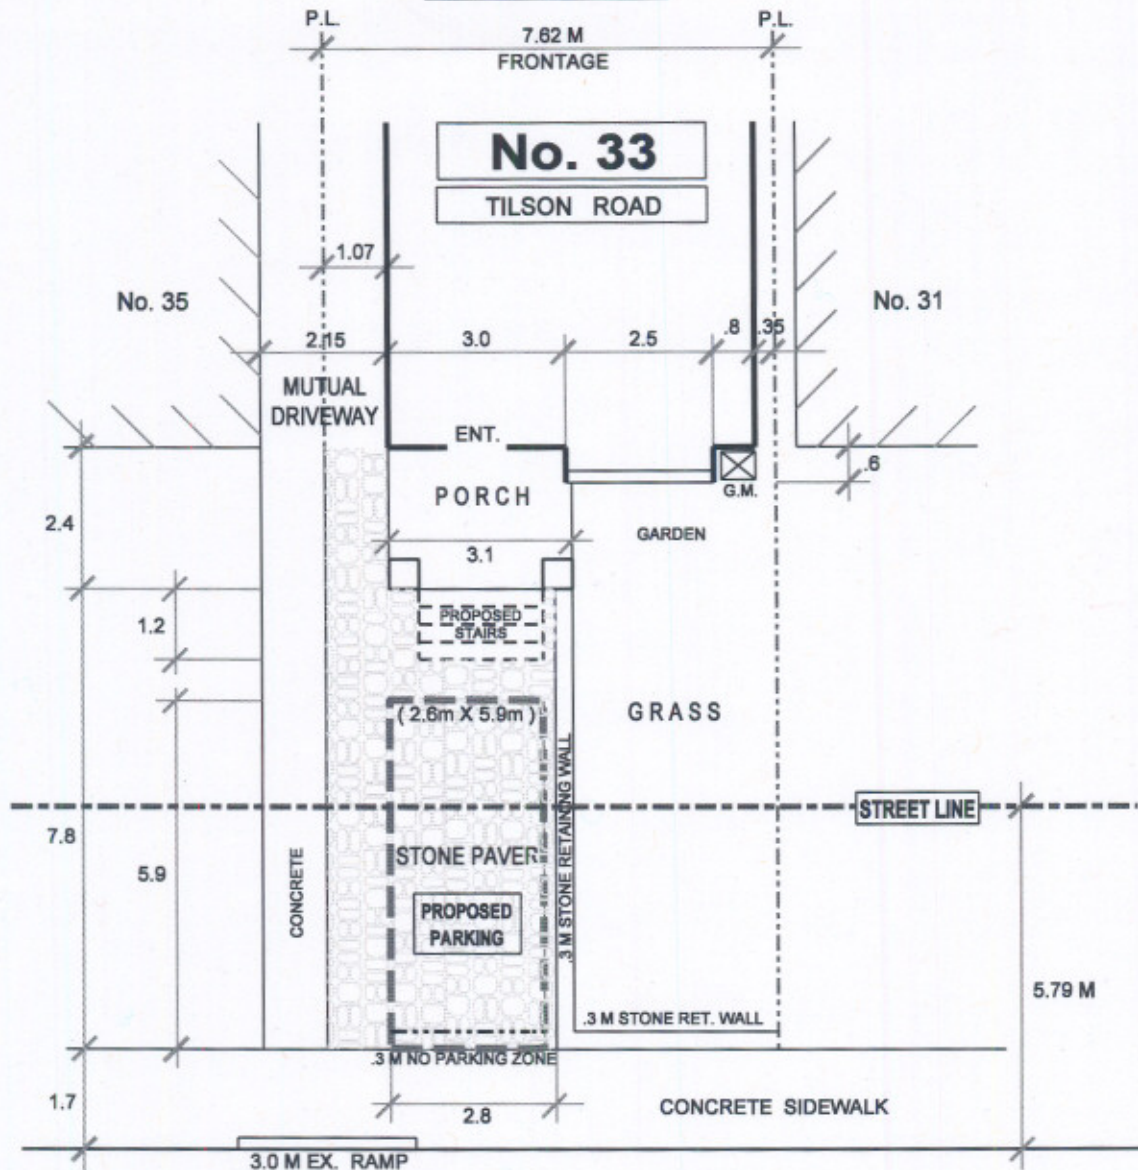 P.L.
7.62 M
P.L.
FRONTAGE
No. 33
TILSON ROAD
1.07
No. 35
No. 31
2.15
3.0
2.5
.8
.35
MUTUAL
DRIVEWAY
ENT.
PORCH
G.M.
.6
2.4
3.1
GARDEN
1.2
PROPOSED
STAIRS
( 2.6m X 5.9m )
GRASS
.3 M STONE RETAINING WALL
STREET LINE
7.8
5.9
CONCRETE
STONE PAVER
PROPOSED
PARKING
5.79 M
.3 M STONE RET. WALL
.3 M NO PARKING ZONE
1.7
2.8
CONCRETE SIDEWALK
3.0 M EX. RAMP